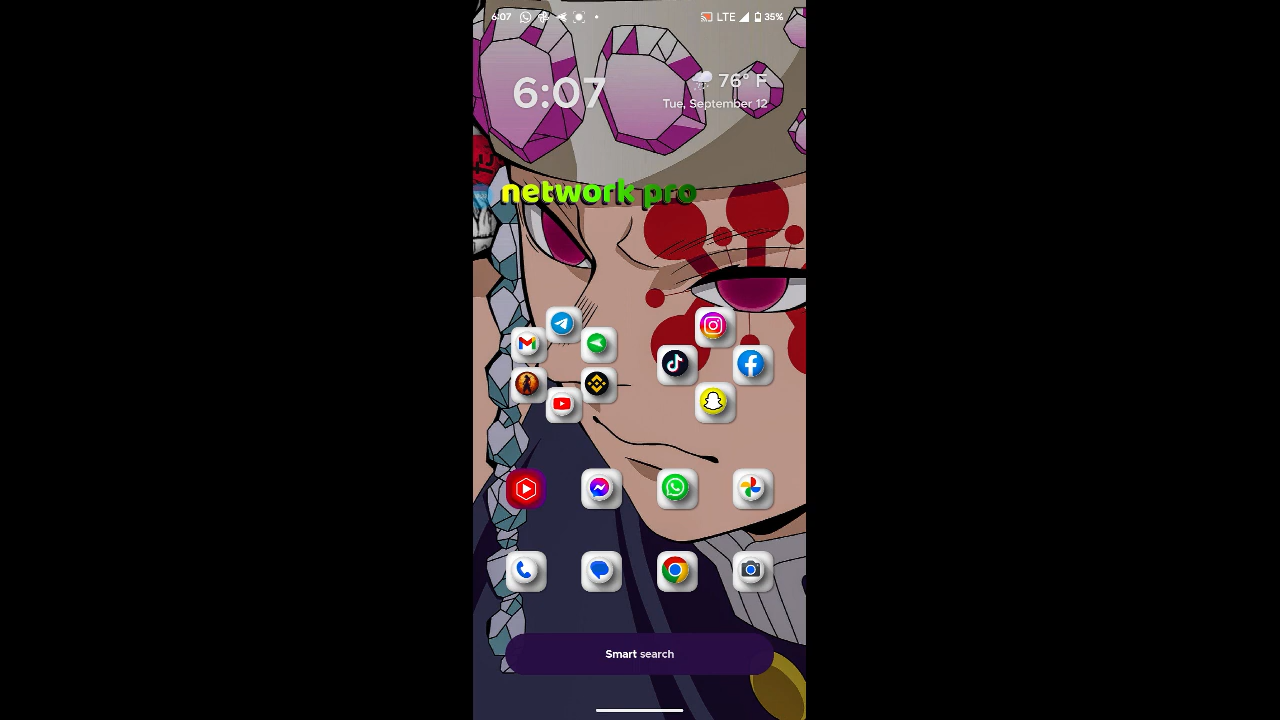 6:07
LTE
35%
6:07
76° F
Tue, September 12
network pro
Smart search